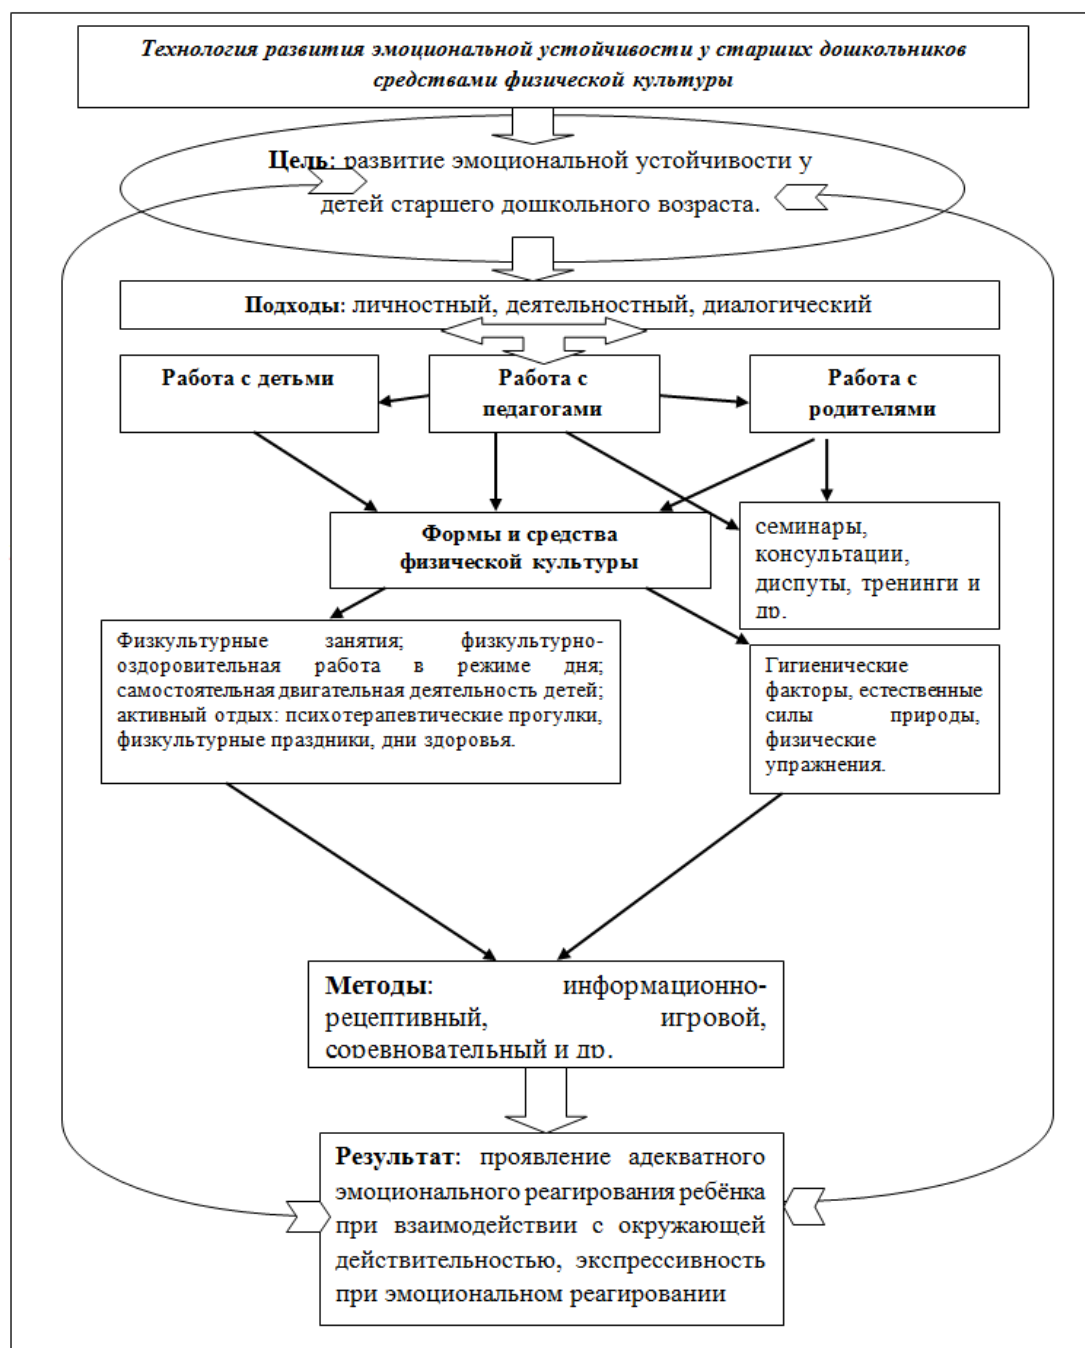 Технология развития эмоциональной устойчивости у старших дошкольников
средствами физической культуры
Цель: развитие эмоциональной устойчивости у
детей старшего дошкольного возраста.
Подходы: личностный, деятельностный, диалогический
Работа с детьми
Работа с
педагогами
Работа с
родителями
Формы и средства
физической культуры
семинары,
консультации,
диспуты, тренинги и
др.
Физкультурные занятия; физкультурно-
оздоровительная работа в режиме дня;
самостоятельная двигательная деятельность детей;
активный отдых: психотерапевтические прогулки,
физкультурные праздники, дни здоровья.
Гигиенические
факторы, естественные
силы природы,
физические
упражнения.
Методы: информационно-
рецептивный, игровой,
соревновательный и др.
Результат: проявление адекватного
эмоционального реагирования ребёнка
при взаимодействии с окружающей
действительностью, экспрессивность
при эмоциональном реагировании